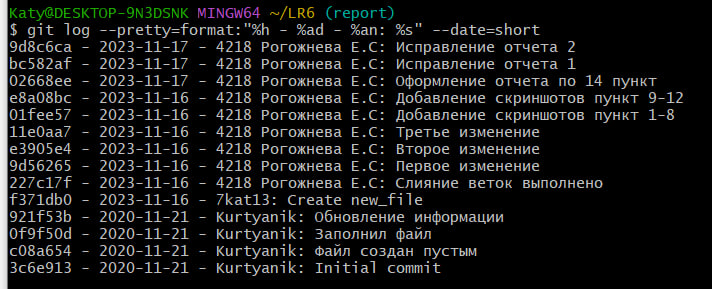 Katy@DESKTOP-9N3DSNK MINGW64 ~/LR6 (report)
$ git log --pretty=format:"%h - %ad - %an: %s" --date=short
9d8c6ca - 2023-11-17 - 4218 Рогожнева Е.С: Исправление отчета 2
bc582af - 2023-11-17 - 4218 Рогожнева Е.С: Исправление отчета 1
02668ee - 2023-11-17 - 4218 Рогожнева Е.С: Оформление отчета по 14 пункт
e8a08bc - 2023-11-16 - 4218 Рогожнева Е.С: Добавление скриншотов пункт 9-12
01fee57 - 2023-11-16 - 4218 Рогожнева Е.С: Добавление скриншотов пункт 1-8
11e0aa7 - 2023-11-16 - 4218 Рогожнева Е.С: Третье изменение
e3905e4 - 2023-11-16 - 4218 Рогожнева Е.С: Второе изменение
9d56265 - 2023-11-16 - 4218 Рогожнева Е.С: Первое изменение
227c17f - 2023-11-16 - 4218 Рогожнева Е.С: Слияние веток выполнено
f371db0 - 2023-11-16 - 7kat13: Create new_file
921f53b - 2020-11-21 - Kurtyanik: Обновление информации
0f9f50d - 2020-11-21 - Kurtyanik: Заполнил файл
c08a654 - 2020-11-21 - Kurtyanik: Файл создан пустым
3c6e913 - 2020-11-21 - Kurtyanik: Initial commit